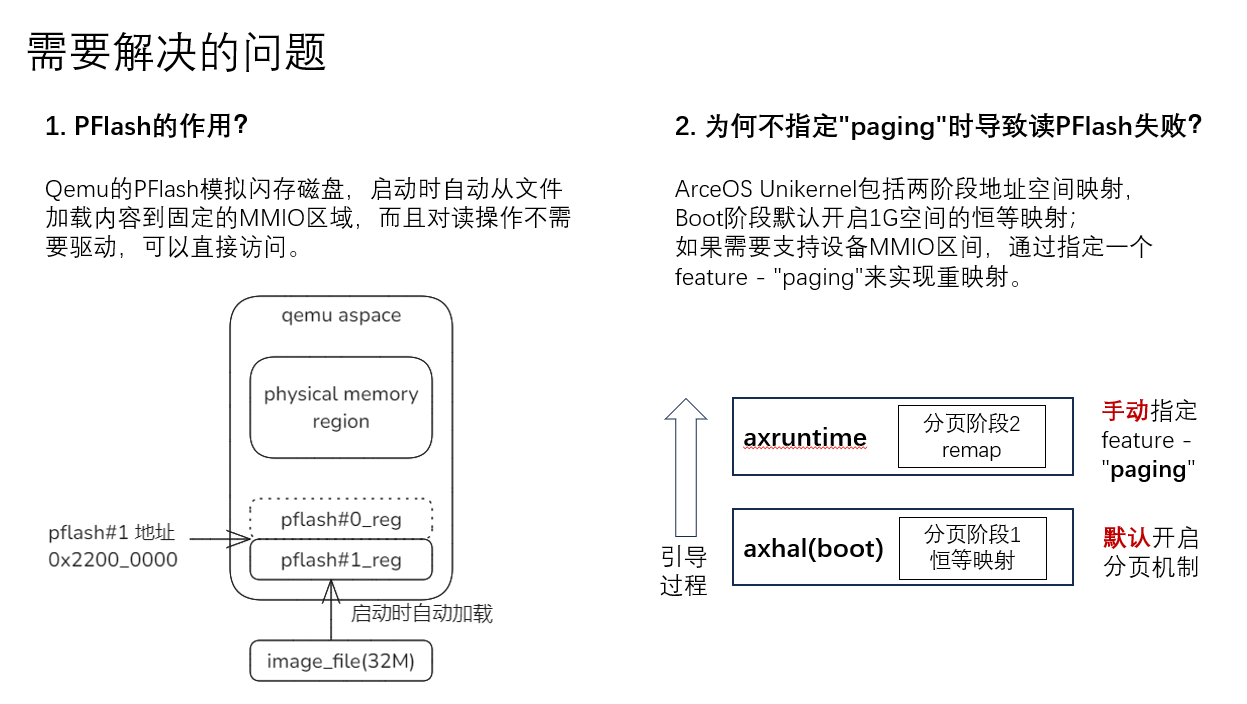 需要解决的问题
1. PFlash的作用？
Qemu的PFlash模拟闪存磁盘，启动时自动从文件
加载内容到固定的MMIO区域，而且对读操作不需
要驱动，可以直接访问。
qemu aspace
physical memory
region
pflash#0_reg
pflash#1 地址
0x2200_0000
pflash#1_reg
启动时自动加载
image_file(32M)
2. 为何不指定"paging"时导致读PFlash失败？
ArceOS Unikernel包括两阶段地址空间映射，
Boot阶段默认开启1G空间的恒等映射；
如果需要支持设备MMIO区间，通过指定一个
feature - "paging"来实现重映射。
axruntime
分页阶段2
remap
手动指定
feature -
"paging"
axhal(boot)
分页阶段1
恒等映射
默认开启
分页机制
引导
过程